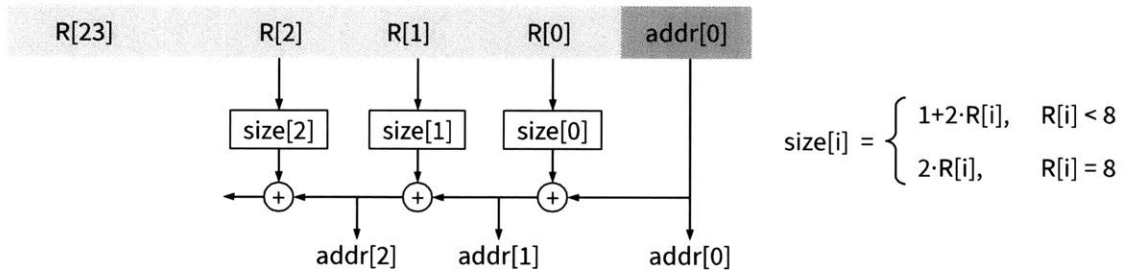 R[23] R[2] R[1] R[0] addr[0]
size[2] size[1] size[0]
+ + +
addr[2] addr[1] addr[0]
size[i] = { 1+2·R[i], R[i] < 8
2·R[i], R[i] = 8